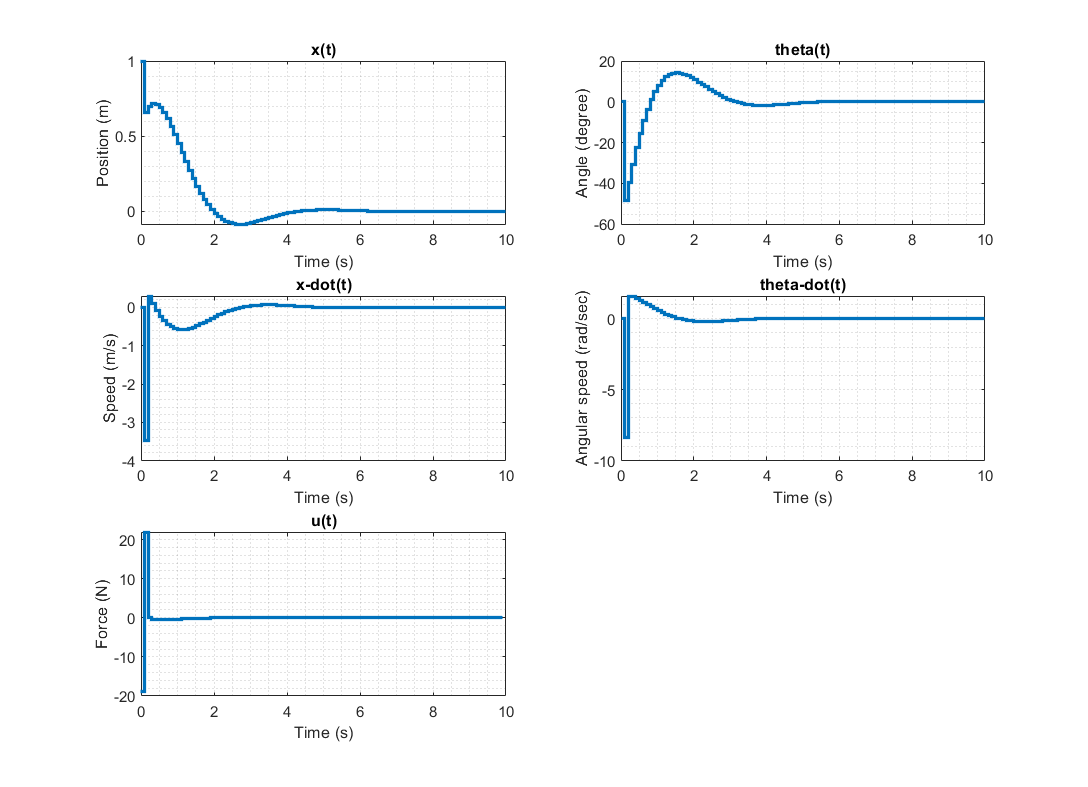 x(t)
1
0.5
0
Position (m)
0 2 4 6 8 10
Time (s)
theta(t)
20
0
-20
-40
-60
Angle (degree)
0 2 4 6 8 10
Time (s)
x-dot(t)
0
-1
-2
-3
-4
Speed (m/s)
0 2 4 6 8 10
Time (s)
theta-dot(t)
0
-5
-10
Angular speed (rad/sec)
0 2 4 6 8 10
Time (s)
u(t)
20
10
0
-10
-20
Force (N)
0 2 4 6 8 10
Time (s)